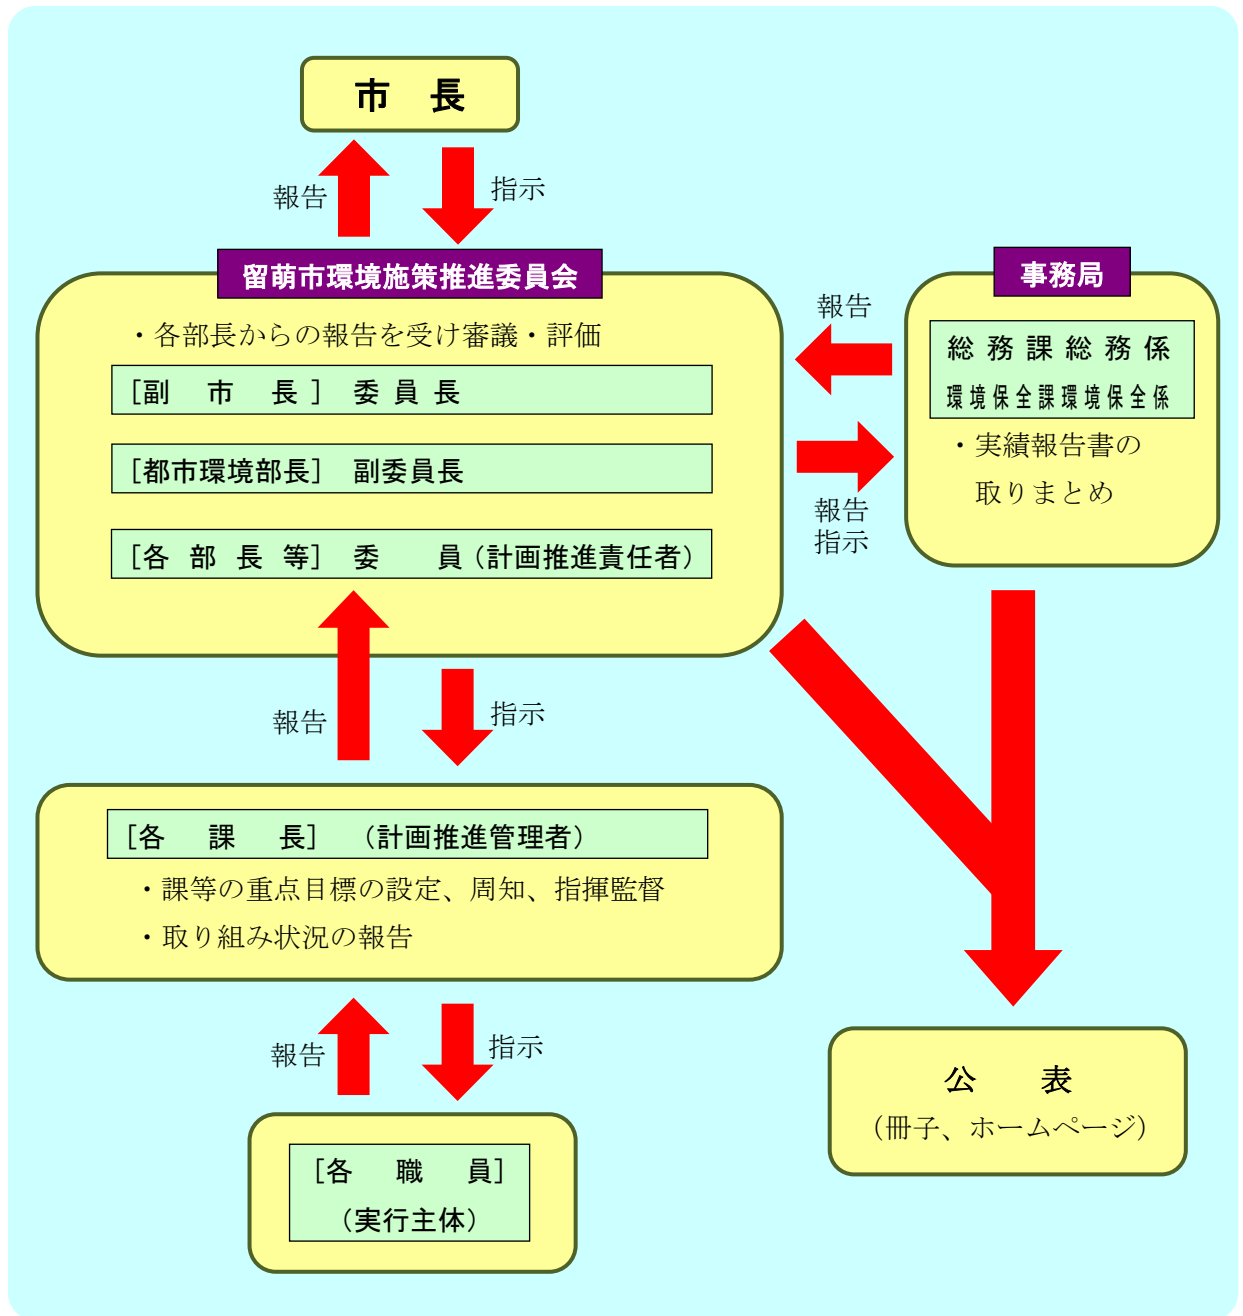 市　長
報告
指示
留萌市環境施策推進委員会
・各部長からの報告を受け審議・評価
［副　市　長］　委 員 長
［都市環境部長］　副委員長
［各 部 長 等］　委　　員（計画推進責任者）
事務局
総務課総務係
環境保全課環境保全係
・実績報告書の
取りまとめ
報告
報告
指示
報告
指示
［各　課　長］　（計画推進管理者）
・課等の重点目標の設定、周知、指揮監督
・取り組み状況の報告
報告
指示
［各　職　員］
（実行主体）
公　表
（冊子、ホームページ）